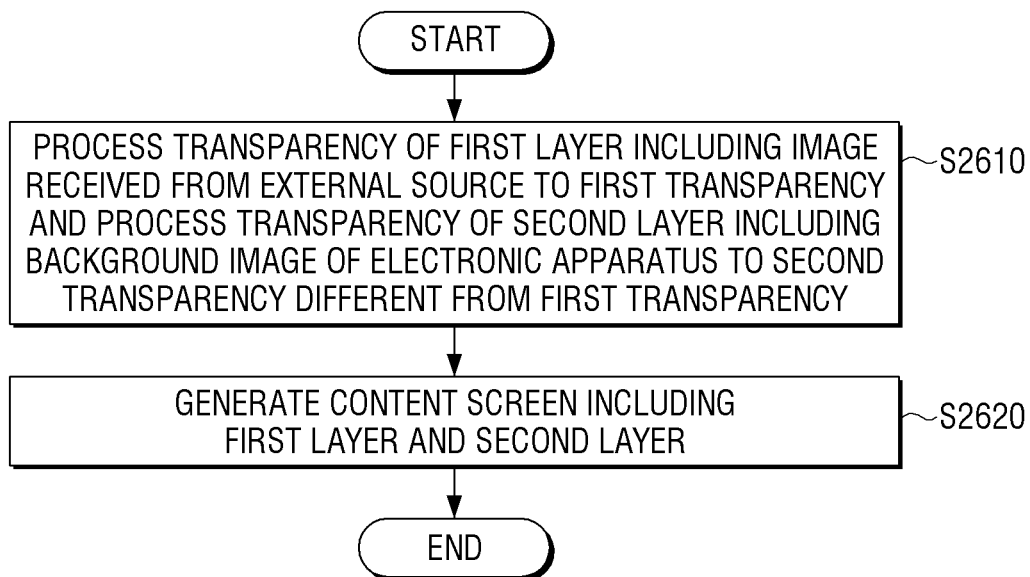 START
PROCESS TRANSPARENCY OF FIRST LAYER INCLUDING IMAGE
RECEIVED FROM EXTERNAL SOURCE TO FIRST TRANSPARENCY
AND PROCESS TRANSPARENCY OF SECOND LAYER INCLUDING
BACKGROUND IMAGE OF ELECTRONIC APPARATUS TO SECOND
TRANSPARENCY DIFFERENT FROM FIRST TRANSPARENCY
S2610
GENERATE CONTENT SCREEN INCLUDING
FIRST LAYER AND SECOND LAYER
S2620
END